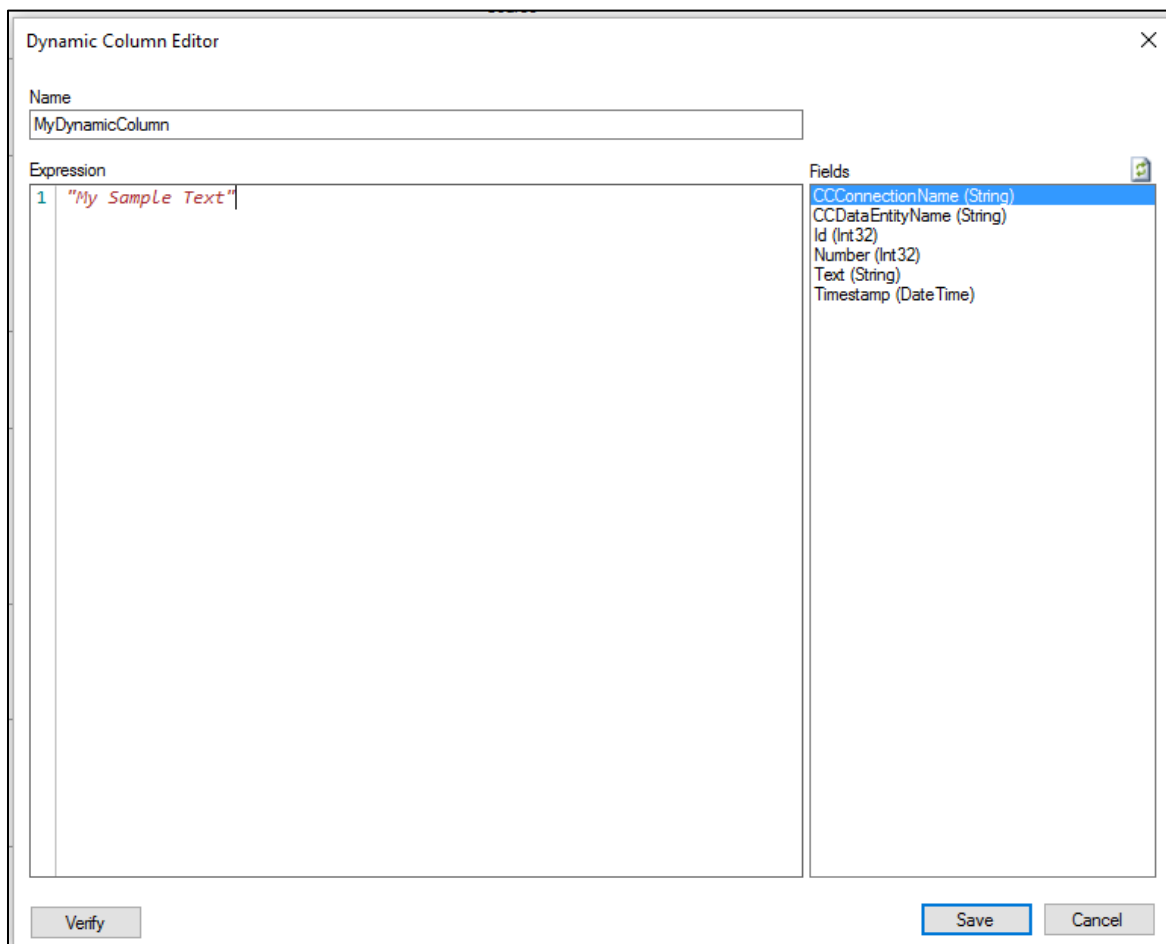 Dynamic Column Editor
Name
MyDynamicColumn
Expression
1 "My Sample Text"
Fields
CCConnectionName (String)
CCDataEntityName (String)
Id (Int32)
Number (Int32)
Text (String)
Timestamp (DateTime)
Verify
Save
Cancel